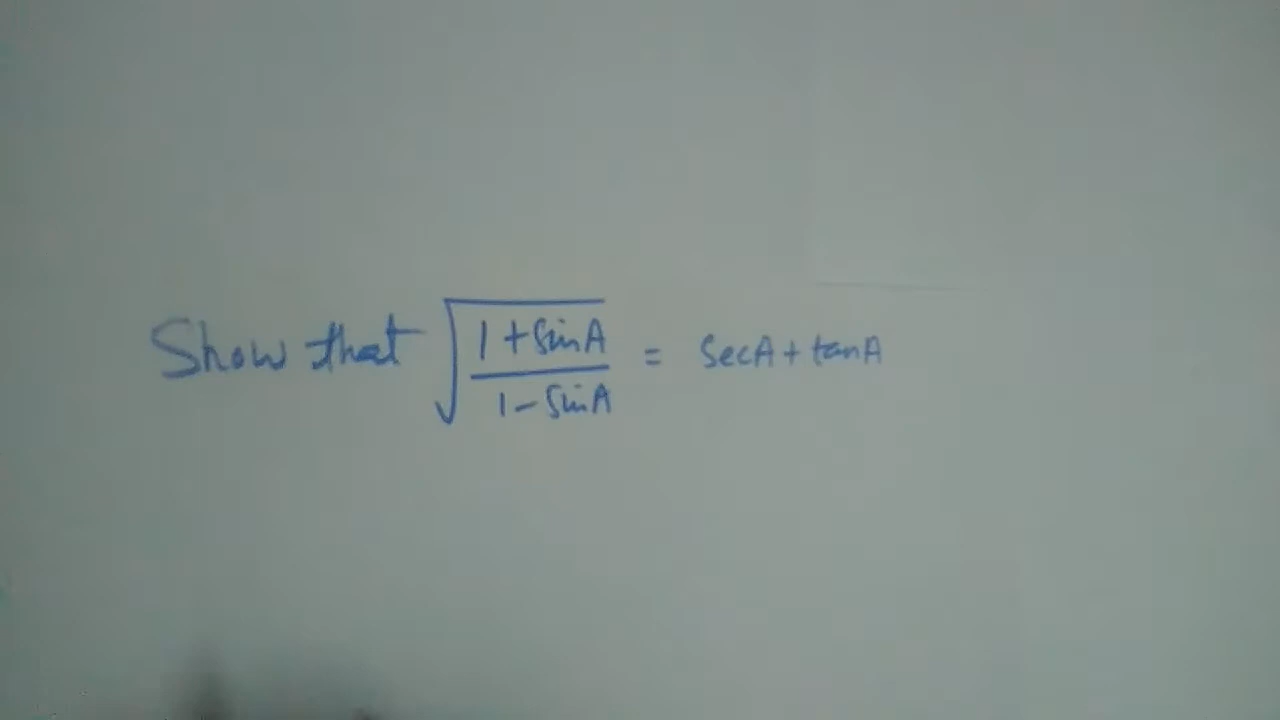 Show that √(1+sinA)/(1-sinA) = secA+tanA